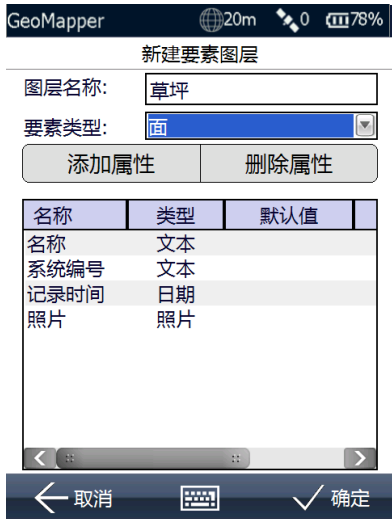 GeoMapper 20m 0 78%
新建要素图层
图层名称: 草坪
要素类型: 面
添加属性 删除属性
名称 类型 默认值
名称 文本
系统编号 文本
记录时间 日期
照片 照片
取消 确定